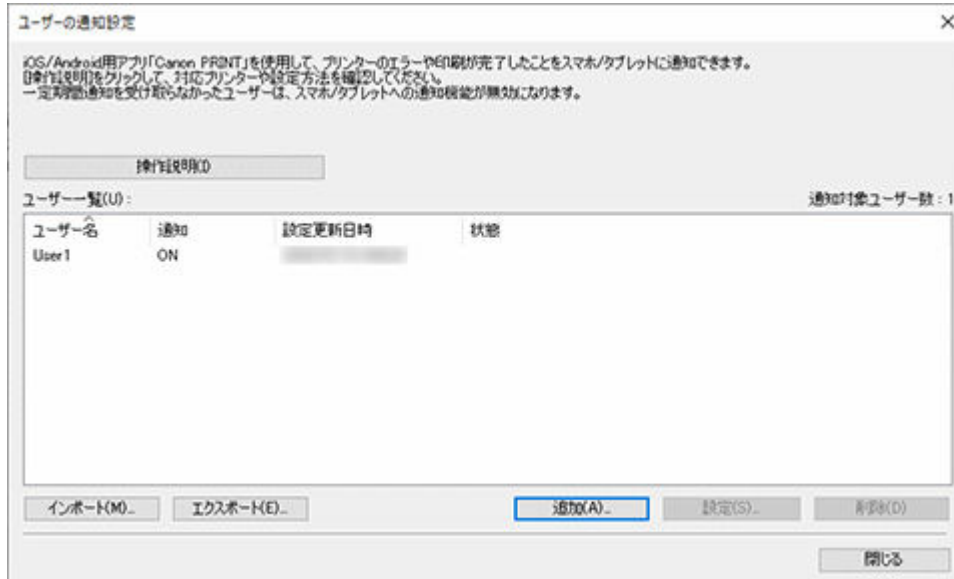 ユーザーの通知設定
iOS/Android用アプリ「Canon PRINT」を使用して、プリンターのエラーや印刷が完了したことをスマホ/タブレットに通知できます。
[操作説明]をクリックして、対応プリンターや設定方法を確認してください。
一定期間通知を受け取らなかったユーザーは、スマホ/タブレットへの通知機能が無効になります。
操作説明(I)
ユーザー一覧(U):
通知対象ユーザー数: 1
ユーザー名 通知 設定更新日時 状態
User1 ON
インポート(M)... エクスポート(E)... 追加(A)... 設定(S)... 削除(D)
閉じる